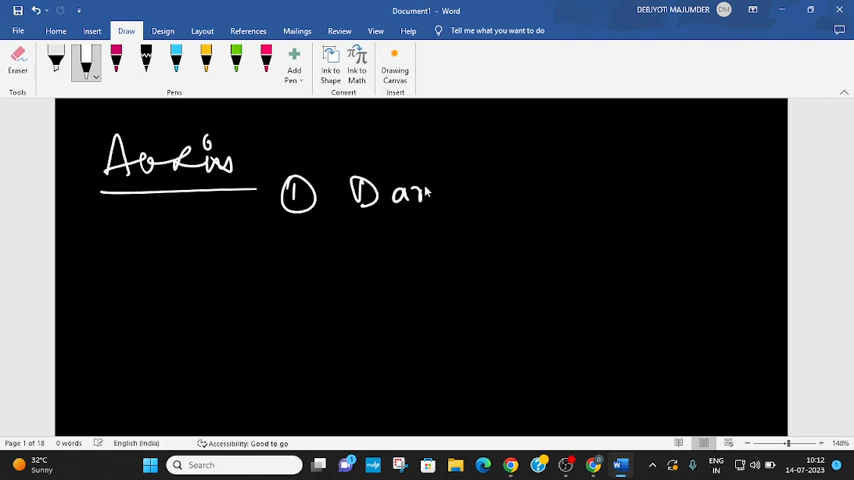 Document1 - Word
DEBJYOTI MAJUMDER
DM
File Home Insert Draw Design Layout References Mailings Review View Help Tell me what you want to do
Eraser
Add Pen
Ink to Shape
Ink to Math
Drawing Canvas
Tools
Pens
Convert
Insert
① Dar
Page 1 of 18 0 words English (India) Accessibility: Good to go 148%
32°C
Sunny
Search
ENG
IN
10:12
14-07-2023